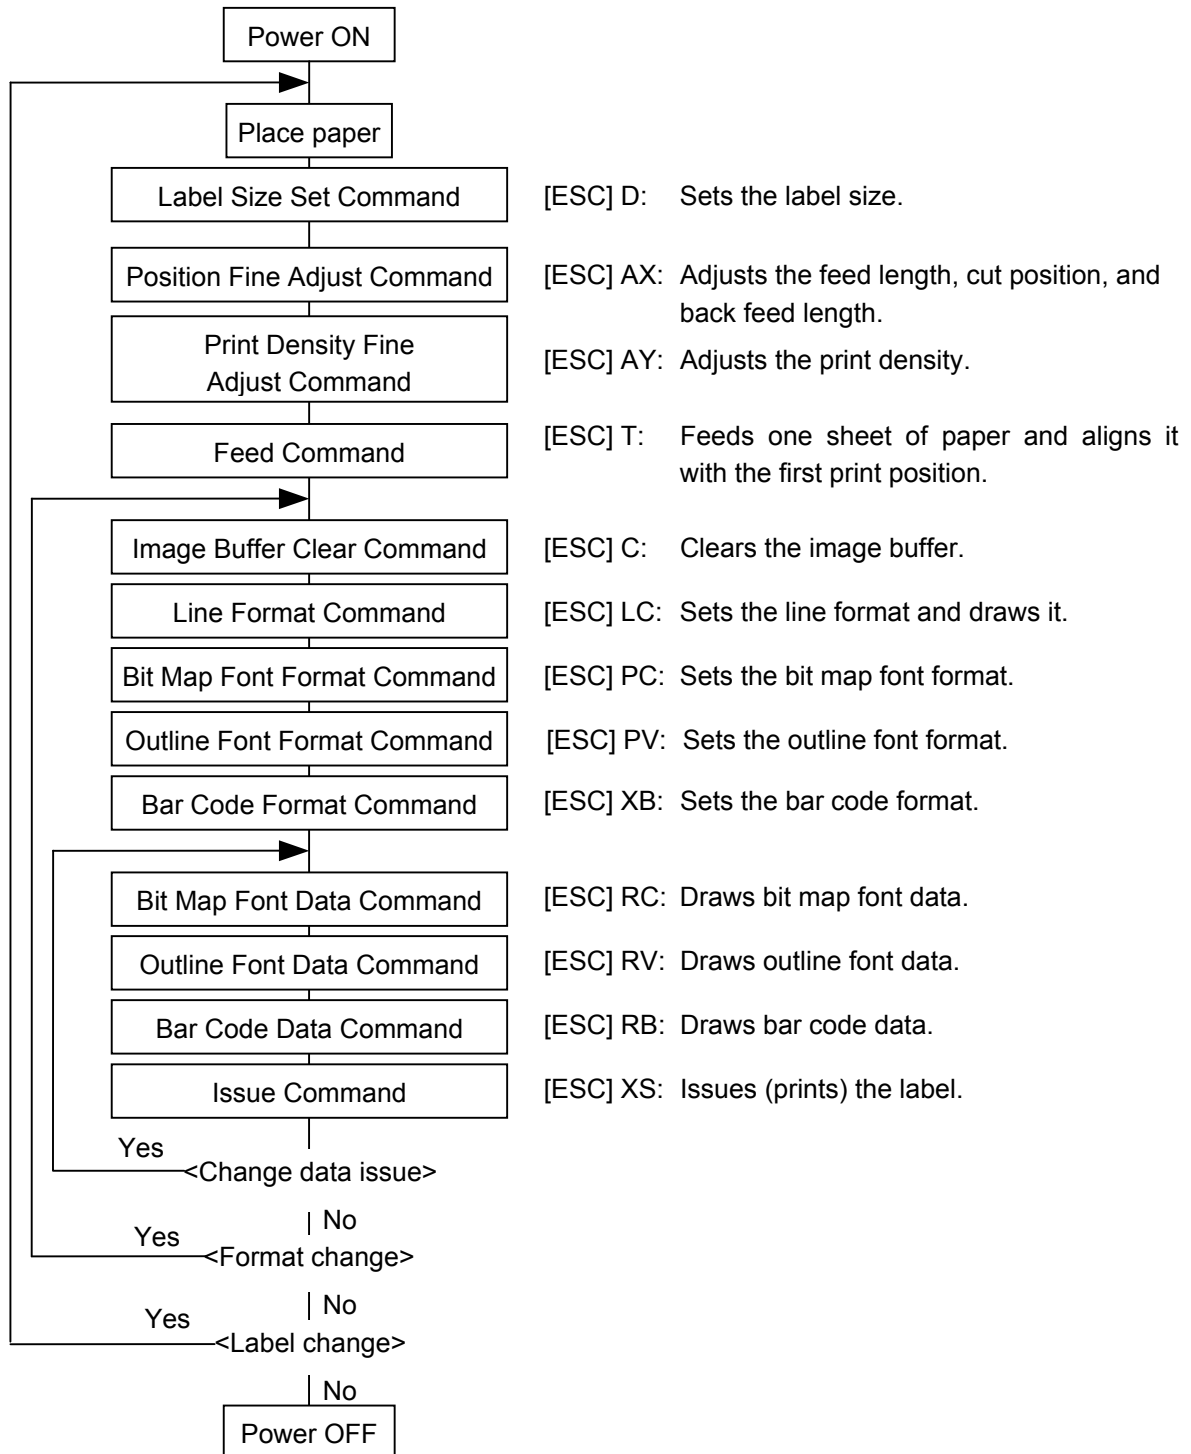 Power ON
Place paper
Label Size Set Command [ESC] D: Sets the label size.
Position Fine Adjust Command [ESC] AX: Adjusts the feed length, cut position, and
back feed length.
Print Density Fine
Adjust Command [ESC] AY: Adjusts the print density.
Feed Command [ESC] T: Feeds one sheet of paper and aligns it
with the first print position.
Image Buffer Clear Command [ESC] C: Clears the image buffer.
Line Format Command [ESC] LC: Sets the line format and draws it.
Bit Map Font Format Command [ESC] PC: Sets the bit map font format.
Outline Font Format Command [ESC] PV: Sets the outline font format.
Bar Code Format Command [ESC] XB: Sets the bar code format.
Bit Map Font Data Command [ESC] RC: Draws bit map font data.
Outline Font Data Command [ESC] RV: Draws outline font data.
Bar Code Data Command [ESC] RB: Draws bar code data.
Issue Command [ESC] XS: Issues (prints) the label.
Yes
<Change data issue>
No
Yes
<Format change>
No
Yes
<Label change>
No
Power OFF